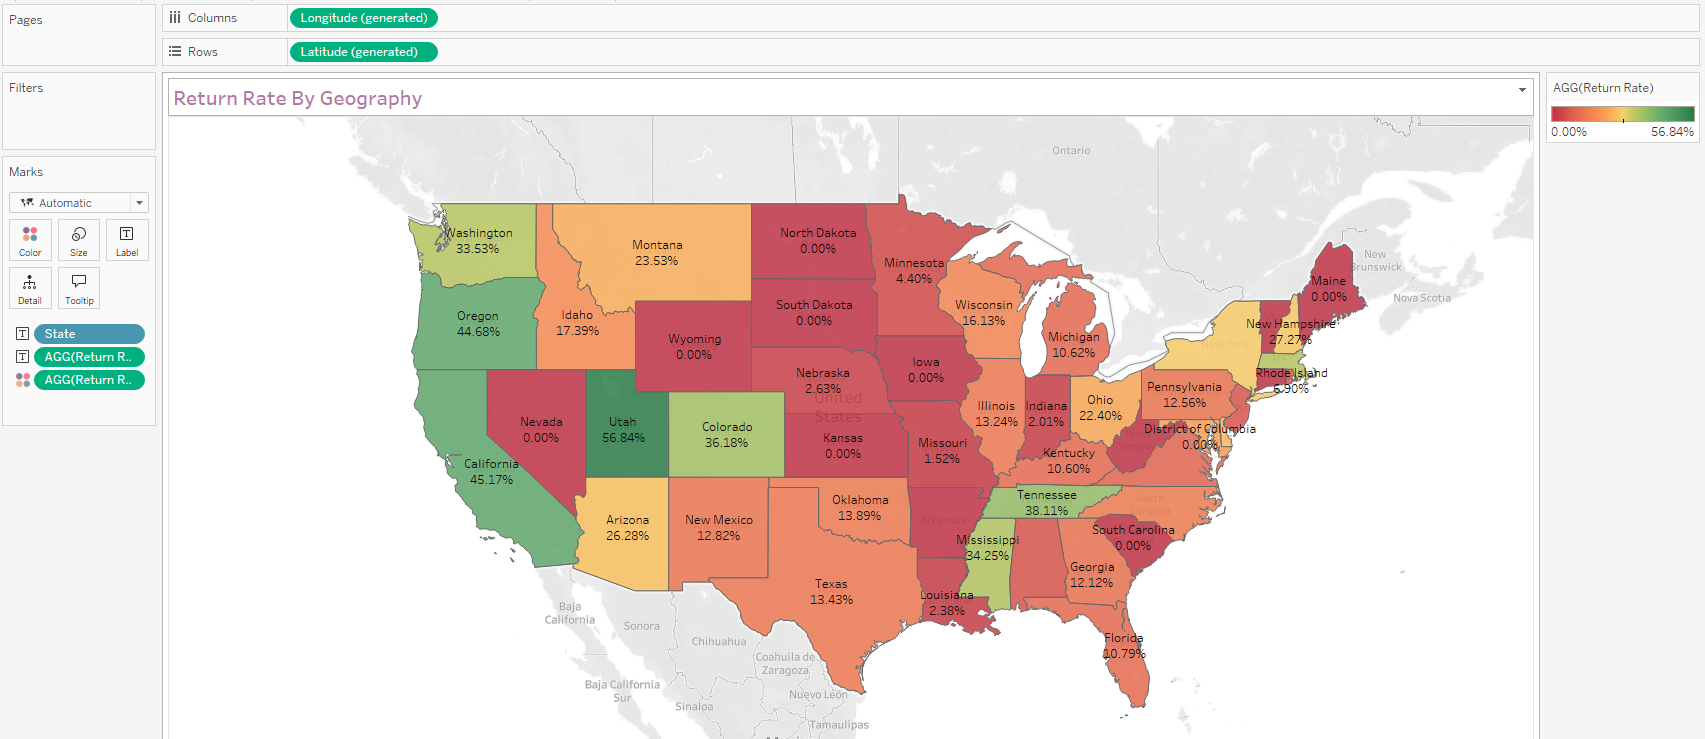 Pages
Columns
Longitude (generated)
Rows
Latitude (generated)
Filters
Return Rate By Geography
AGG(Return Rate)
0.00%
56.84%
Marks
Automatic
Color
Size
Label
Detail
Tooltip
State
AGG(Return R..
AGG(Return R..
Ontario
New
Brunswick
Nova Scotia
Washington
33.53%
Montana
23.53%
North Dakota
0.00%
Minnesota
4.40%
Maine
0.00%
Oregon
44.68%
Idaho
17.39%
South Dakota
0.00%
Wisconsin
16.13%
Wyoming
0.00%
Michigan
10.62%
New Hampshire
27.27%
New York
Iowa
0.00%
Nebraska
2.63%
Rhode Island
6.90%
Pennsylvania
12.56%
United
States
Nevada
0.00%
Utah
56.84%
Colorado
36.18%
Kansas
0.00%
Missouri
1.52%
Illinois
13.24%
Indiana
2.01%
Ohio
22.40%
West
Virginia
District of Columbia
0.00%
California
45.17%
Kentucky
10.60%
Arizona
26.28%
New Mexico
12.82%
Oklahoma
13.89%
Arkansas
Tennessee
38.11%
North
Carolina
South Carolina
0.00%
Mississippi
34.25%
Texas
13.43%
Louisiana
2.38%
Georgia
12.12%
Florida
10.79%
Baja
California
Sonora
Chihuahua
Coahuila de
Zaragoza
Baja California
Sur
Sinaloa
Nuevo León
Tamaulipas